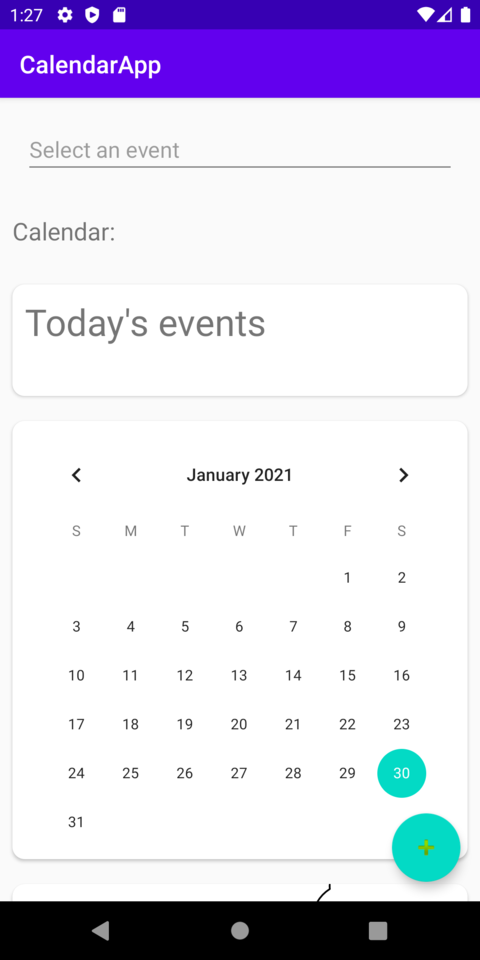 1:27
CalendarApp
Select an event
Calendar:
Today's events
January 2021
S M T W T F S
1 2
3 4 5 6 7 8 9
10 11 12 13 14 15 16
17 18 19 20 21 22 23
24 25 26 27 28 29 30
31